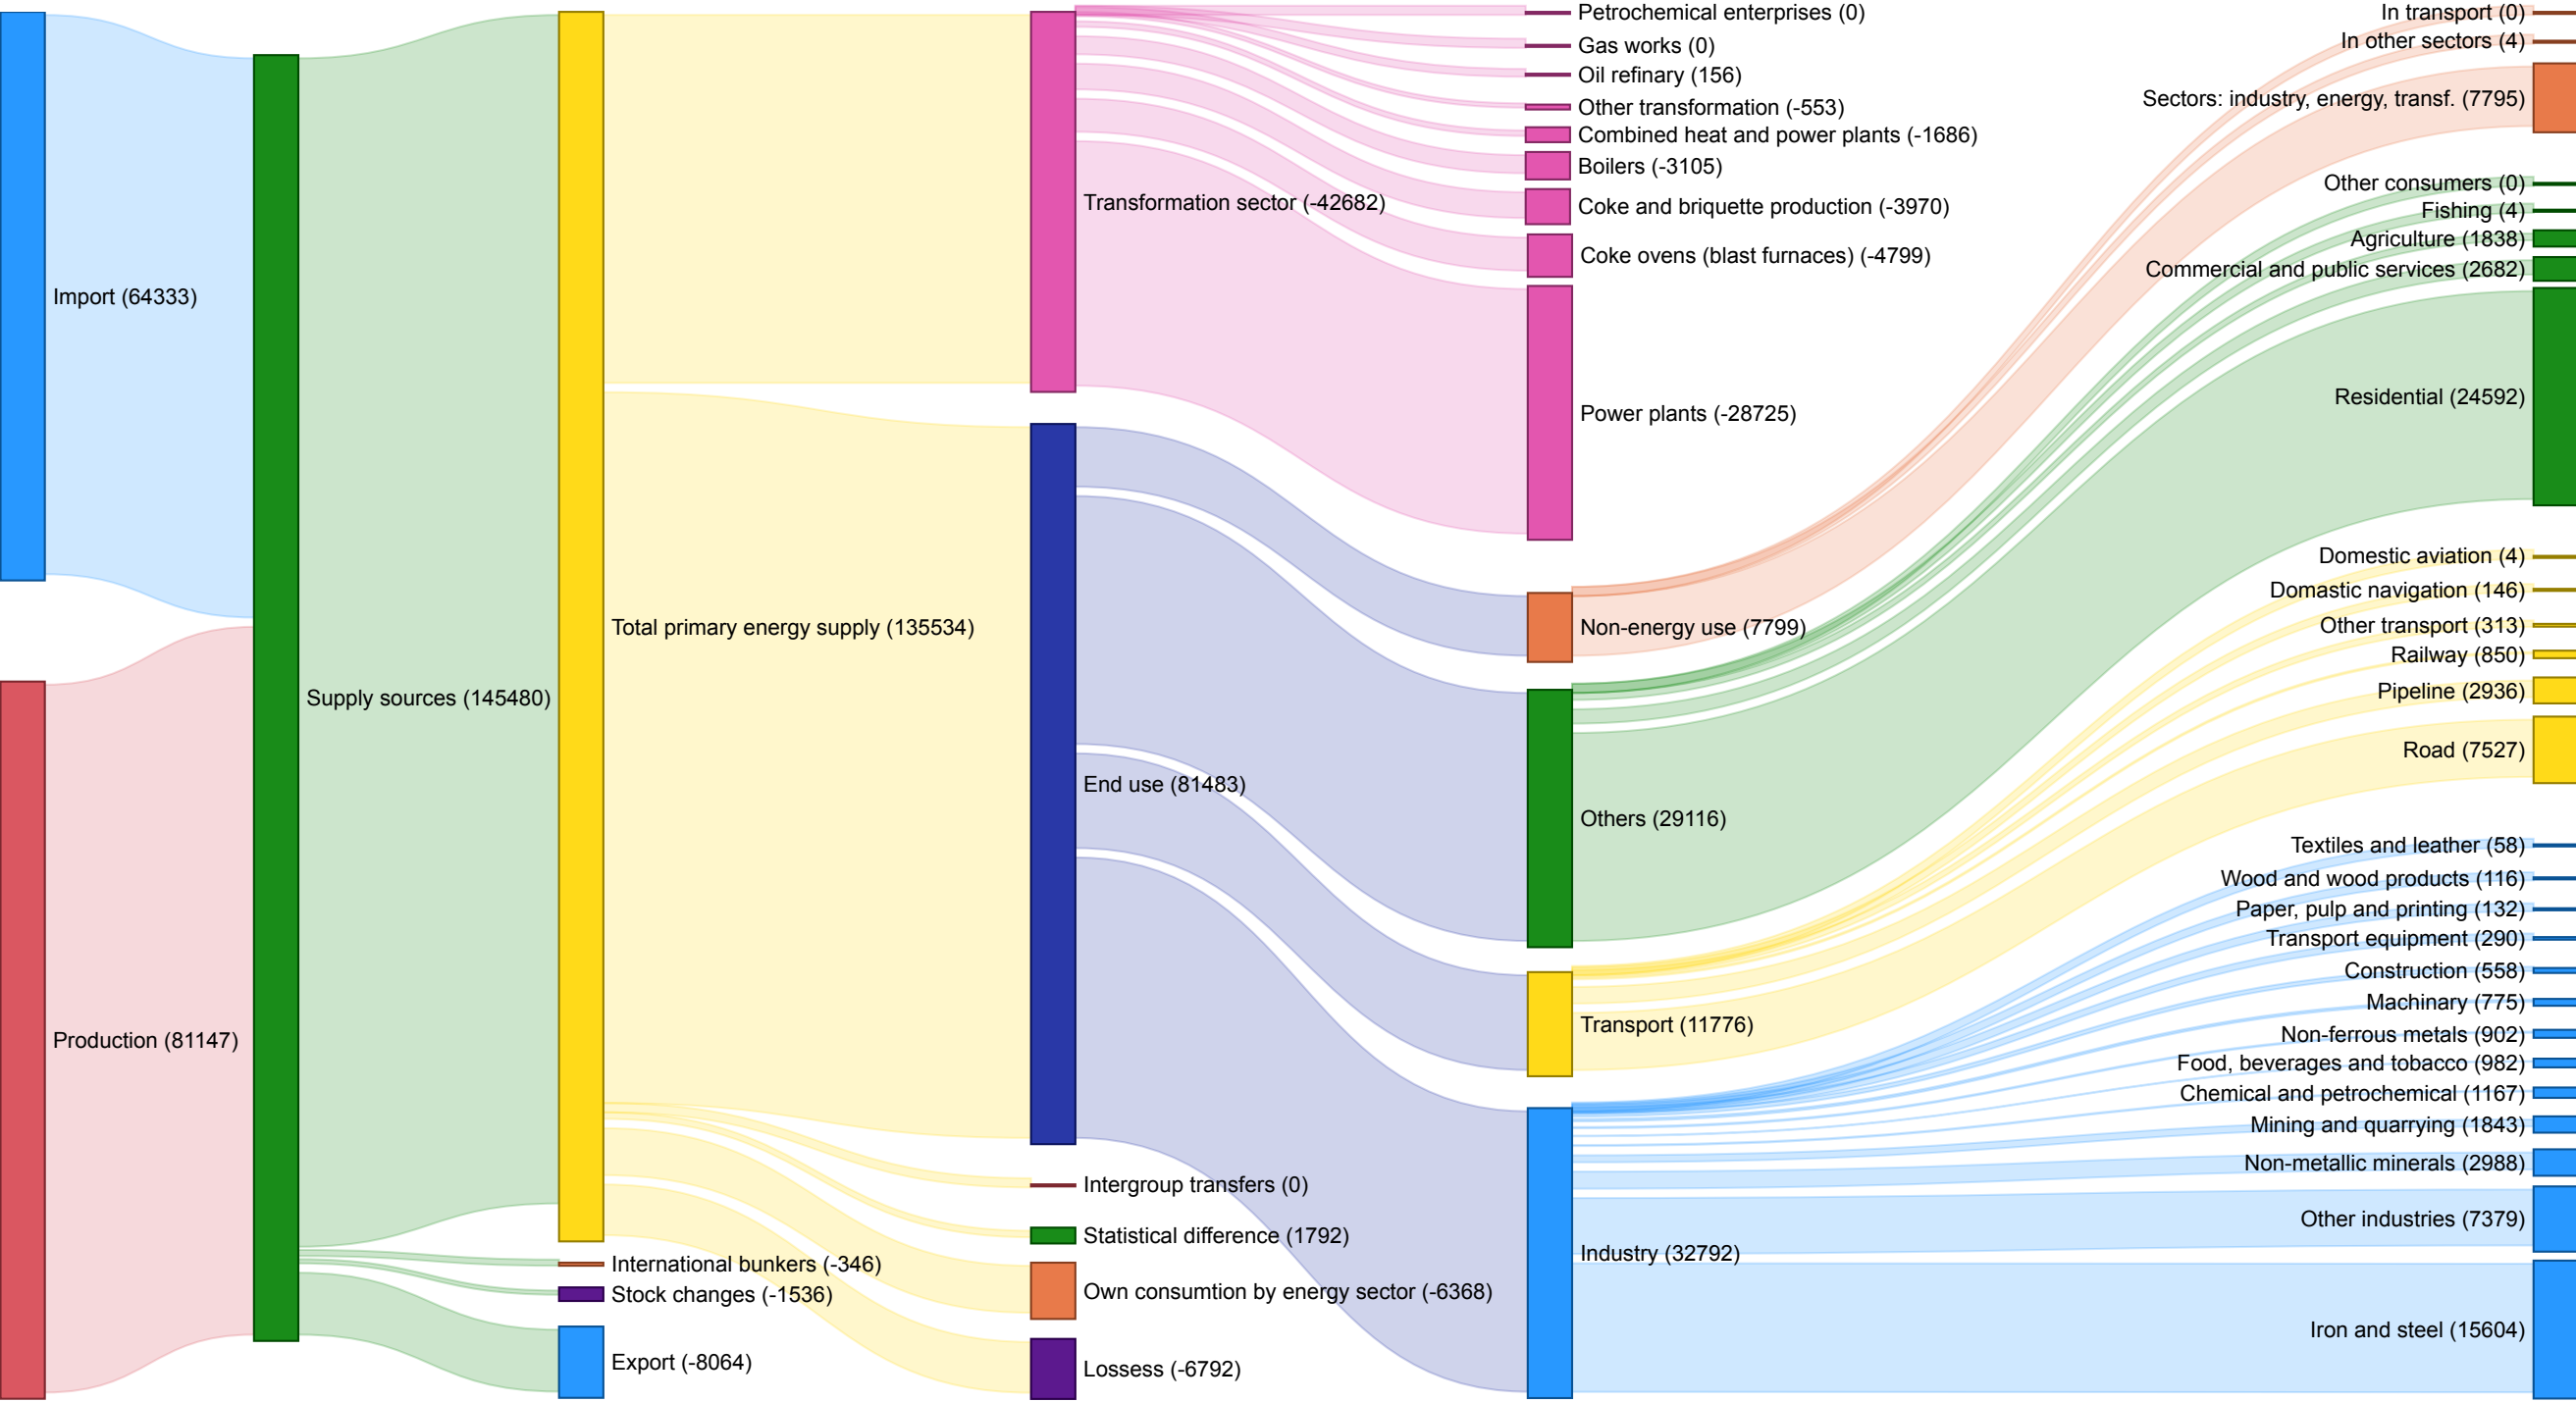 Import (64333)
Production (81147)
Supply sources (145480)
Total primary energy supply (135534)
International bunkers (-346)
Stock changes (-1536)
Export (-8064)
Transformation sector (-42682)
End use (81483)
Intergroup transfers (0)
Statistical difference (1792)
Own consumtion by energy sector (-6368)
Lossess (-6792)
Petrochemical enterprises (0)
Gas works (0)
Oil refinary (156)
Other transformation (-553)
Combined heat and power plants (-1686)
Boilers (-3105)
Coke and briquette production (-3970)
Coke ovens (blast furnaces) (-4799)
Power plants (-28725)
Non-energy use (7799)
Others (29116)
Transport (11776)
Industry (32792)
In transport (0)
In other sectors (4)
Sectors: industry, energy, transf. (7795)
Other consumers (0)
Fishing (4)
Agriculture (1838)
Commercial and public services (2682)
Residential (24592)
Domestic aviation (4)
Domastic navigation (146)
Other transport (313)
Railway (850)
Pipeline (2936)
Road (7527)
Textiles and leather (58)
Wood and wood products (116)
Paper, pulp and printing (132)
Transport equipment (290)
Construction (558)
Machinary (775)
Non-ferrous metals (902)
Food, beverages and tobacco (982)
Chemical and petrochemical (1167)
Mining and quarrying (1843)
Non-metallic minerals (2988)
Other industries (7379)
Iron and steel (15604)